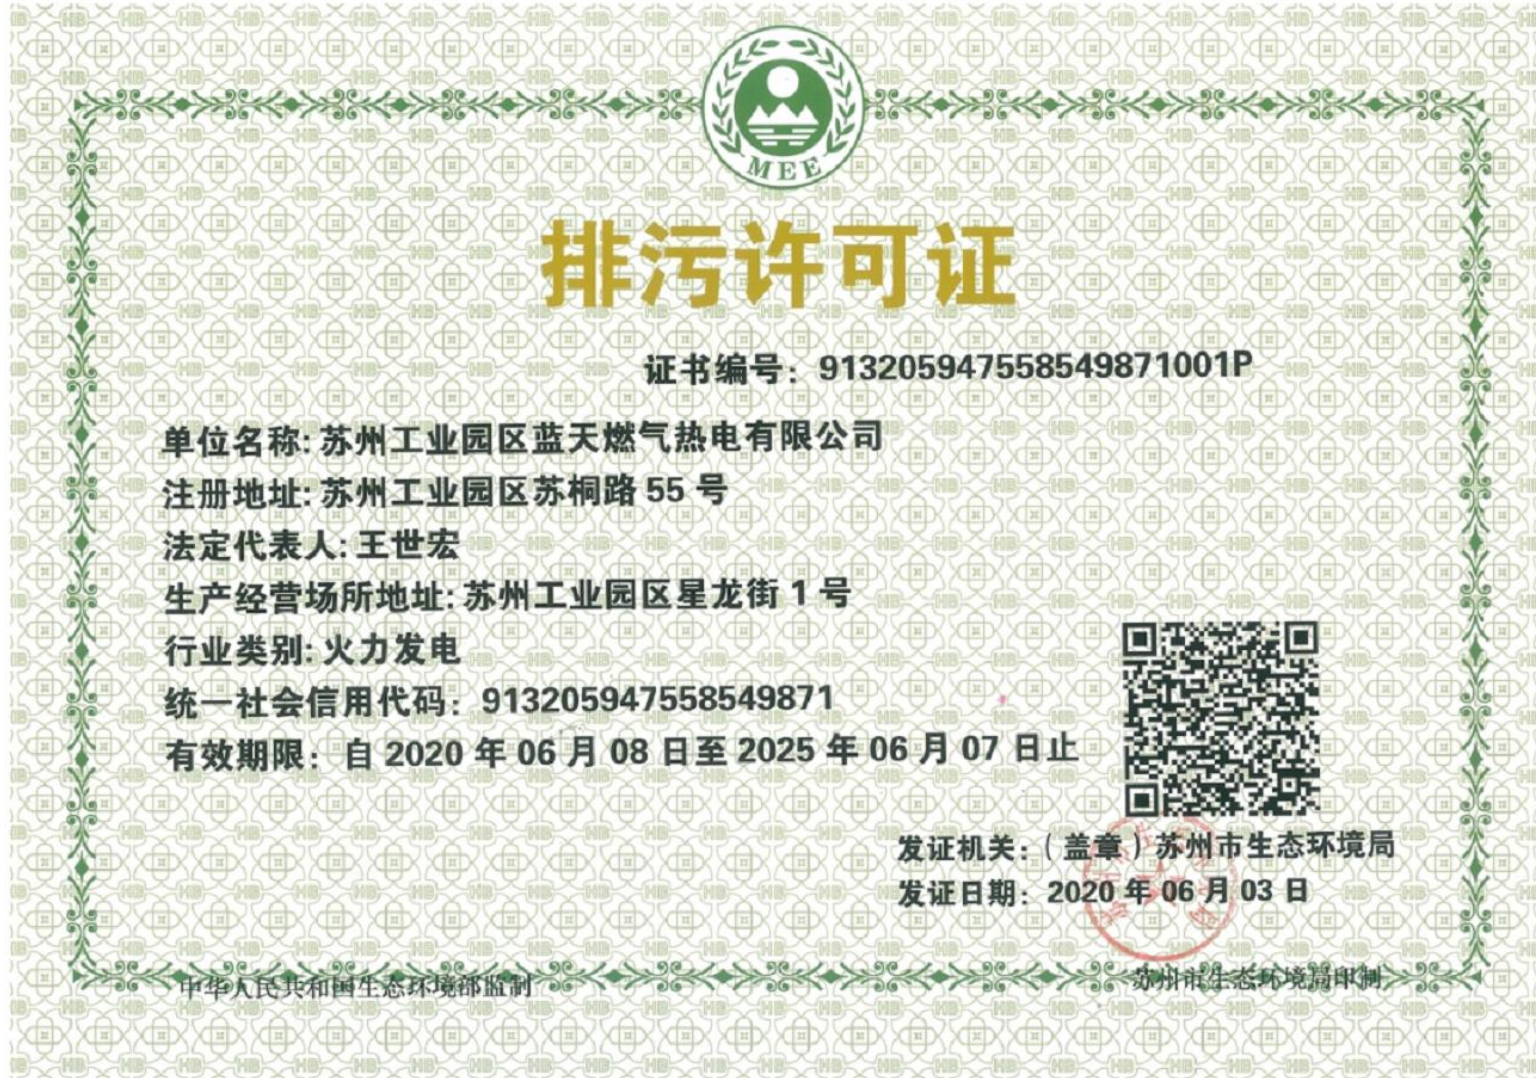 MEE
排污许可证
证书编号：913205947558549871001P
单位名称:苏州工业园区蓝天燃气热电有限公司
注册地址:苏州工业园区苏桐路 55 号
法定代表人:王世宏
生产经营场所地址:苏州工业园区星龙街 1 号
行业类别:火力发电
统一社会信用代码：913205947558549871
有效期限：自 2020 年 06 月 08 日至 2025 年 06 月 07 日止
发证机关：（盖章）苏州市生态环境局
发证日期：2020 年 06 月 03 日
中华人民共和国生态环境部监制
苏州市生态环境局印制